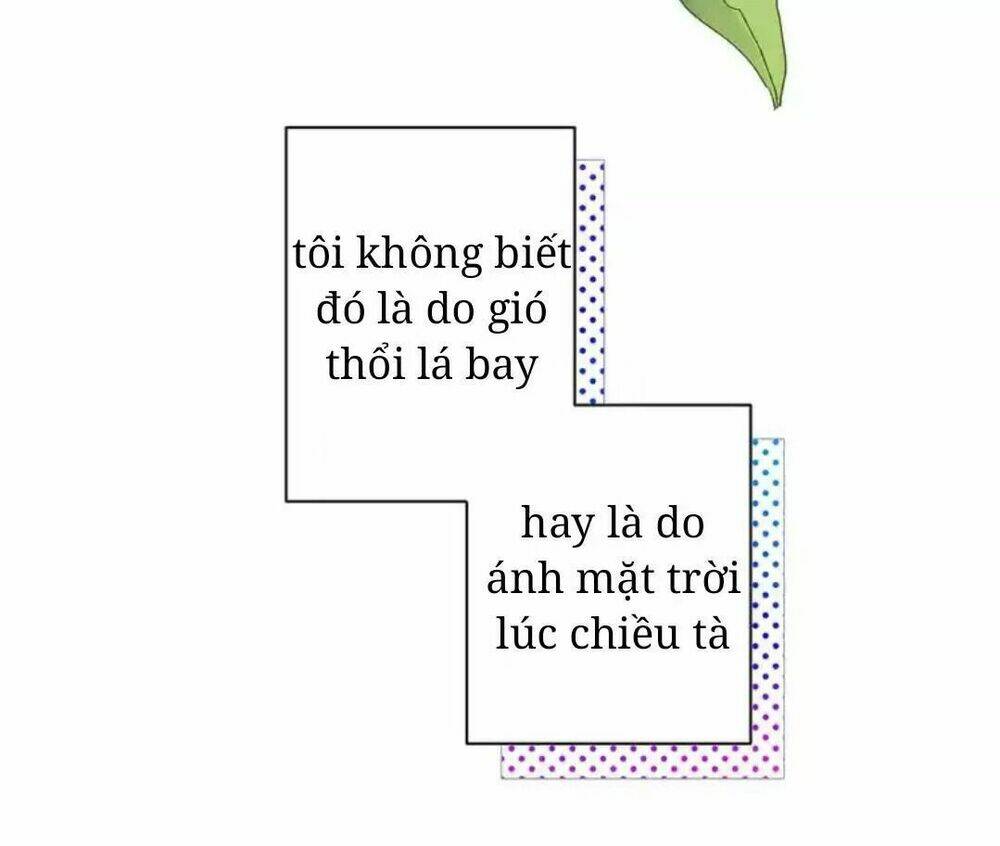 tôi không biết
đó là do gió
thổi lá bay
hay là do
ánh mặt trời
lúc chiều tà